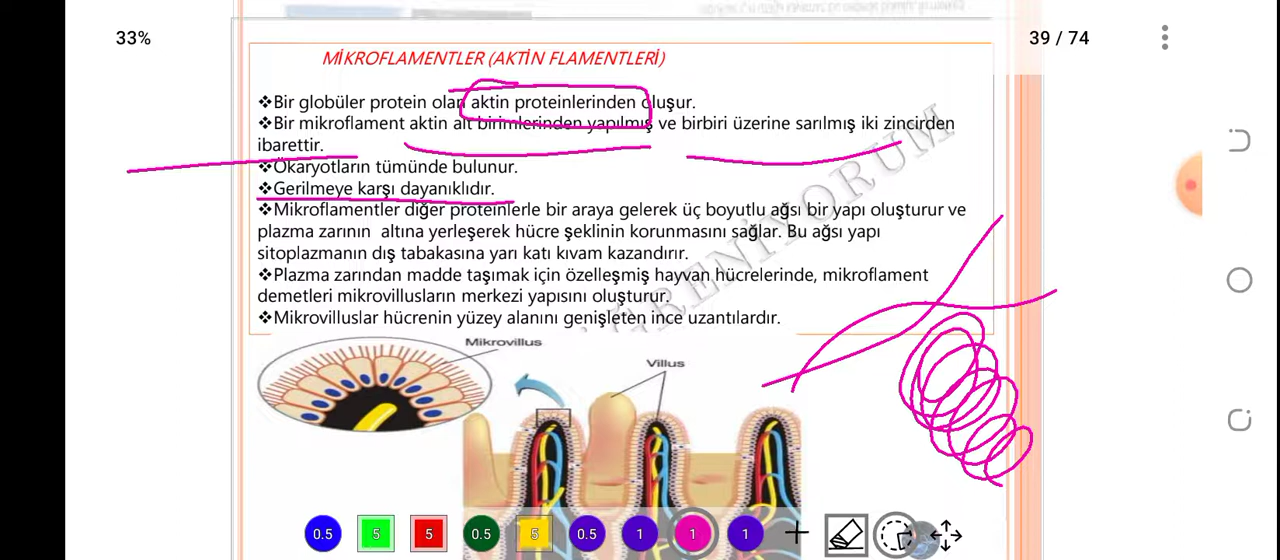 33%
39 / 74
MİKROFLAMENTLER (AKTİN FLAMENTLERİ)
❖Bir globüler protein olan aktin proteinlerinden oluşur.
❖Bir mikroflament aktin alt birimlerinden yapılmış ve birbiri üzerine sarılmış iki zincirden
ibarettir.
❖Ökaryotların tümünde bulunur.
❖Gerilmeye karşı dayanıklıdır.
❖Mikroflamentler diğer proteinlerle bir araya gelerek üç boyutlu ağsı bir yapı oluşturur ve
plazma zarının altına yerleşerek hücre şeklinin korunmasını sağlar. Bu ağsı yapı
sitoplazmanın dış tabakasına yarı katı kıvam kazandırır.
❖Plazma zarından madde taşımak için özelleşmiş hayvan hücrelerinde, mikroflament
demetleri mikrovillusların merkezi yapısını oluşturur.
❖Mikrovilluslar hücrenin yüzey alanını genişleten ince uzantılardır.
Mikrovillus
Villus
0.5 5 5 0.5 5 0.5 1 1 1